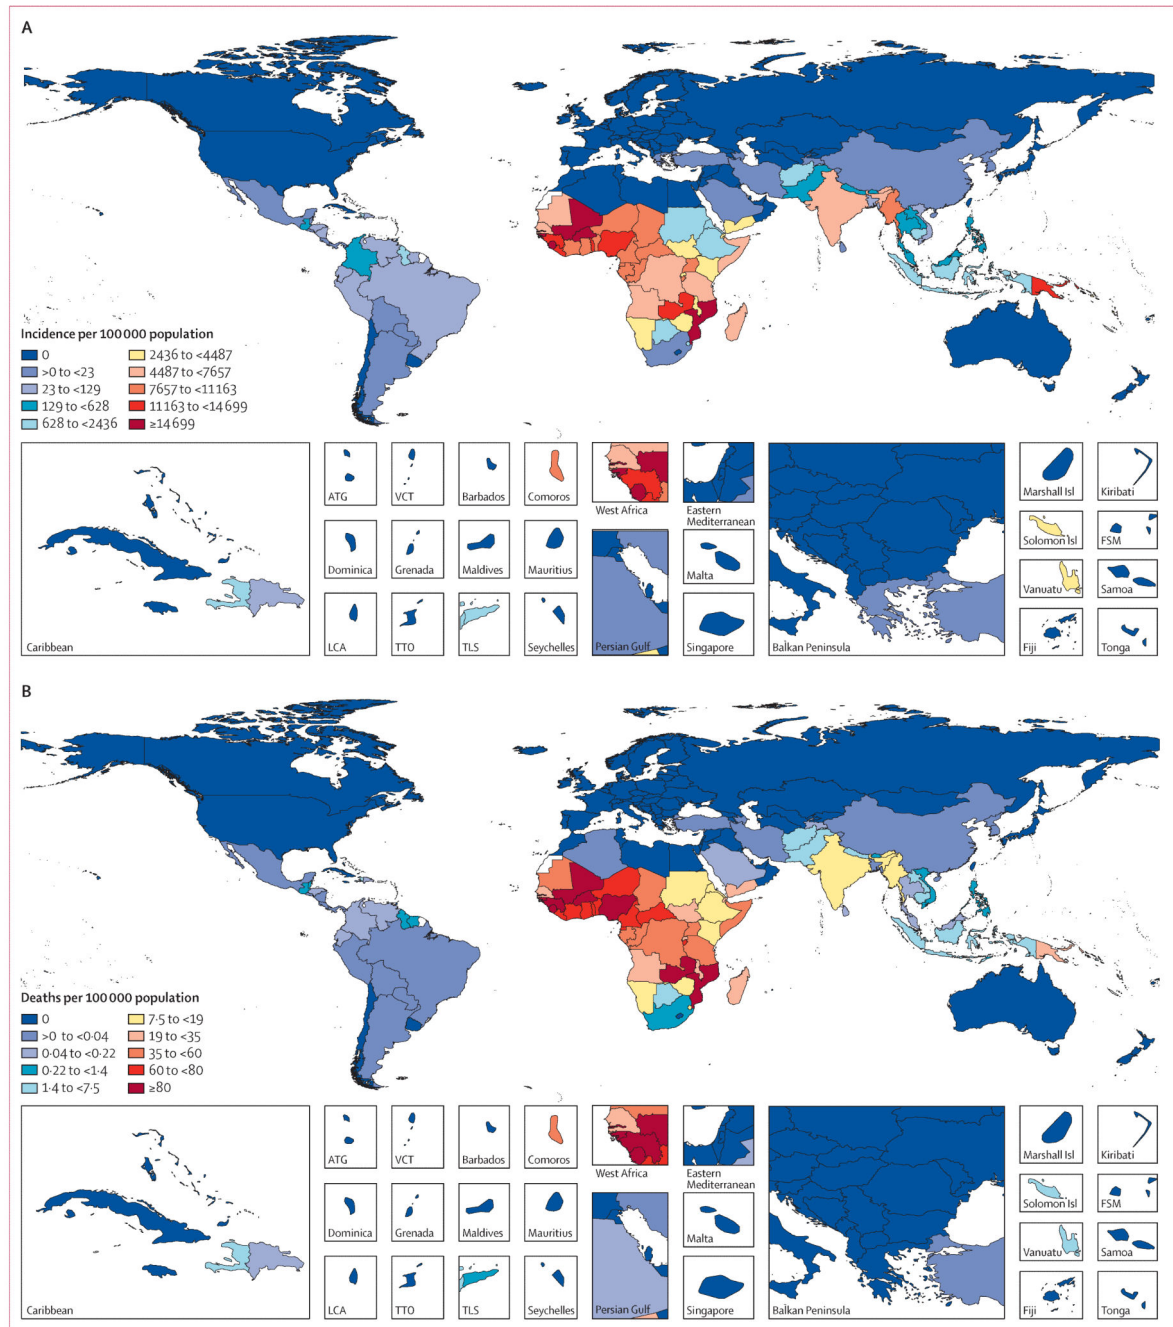 A
Incidence per 100 000 population
0
>0 to <23
23 to <129
129 to <628
628 to <2436
2436 to <4487
4487 to <7657
7657 to <11163
11163 to <14 699
≥14 699
Caribbean
ATG
VCT
Barbados
Comoros
Dominica
Grenada
Maldives
Mauritius
LCA
TTO
TLS
Seychelles
West Africa
Eastern
Mediterranean
Persian Gulf
Malta
Singapore
Balkan Peninsula
Marshall Isl
Kiribati
Solomon Isl
FSM
Vanuatu
Samoa
Fiji
Tonga
B
Deaths per 100 000 population
0
>0 to <0·04
0·04 to <0·22
0·22 to <1·4
1·4 to <7·5
7·5 to <19
19 to <35
35 to <60
60 to <80
≥80
Caribbean
ATG
VCT
Barbados
Comoros
Dominica
Grenada
Maldives
Mauritius
LCA
TTO
TLS
Seychelles
West Africa
Eastern
Mediterranean
Persian Gulf
Malta
Singapore
Balkan Peninsula
Marshall Isl
Kiribati
Solomon Isl
FSM
Vanuatu
Samoa
Fiji
Tonga